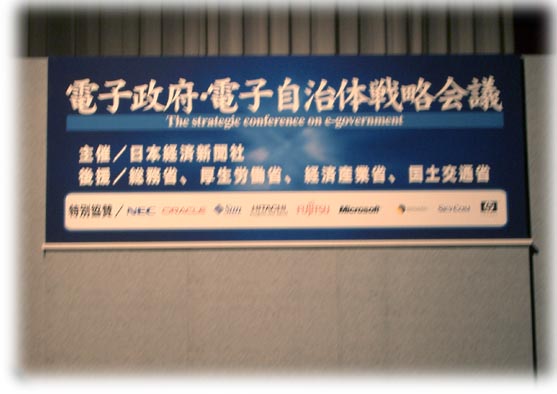 電子政府・電子自治体戦略会議
The strategic conference on e-government
主催／日本経済新聞社
後援／総務省、厚生労働省、経済産業省、国土交通省
特別協賛／ NEC ORACLE Sun HITACHI FUJITSU Microsoft hp